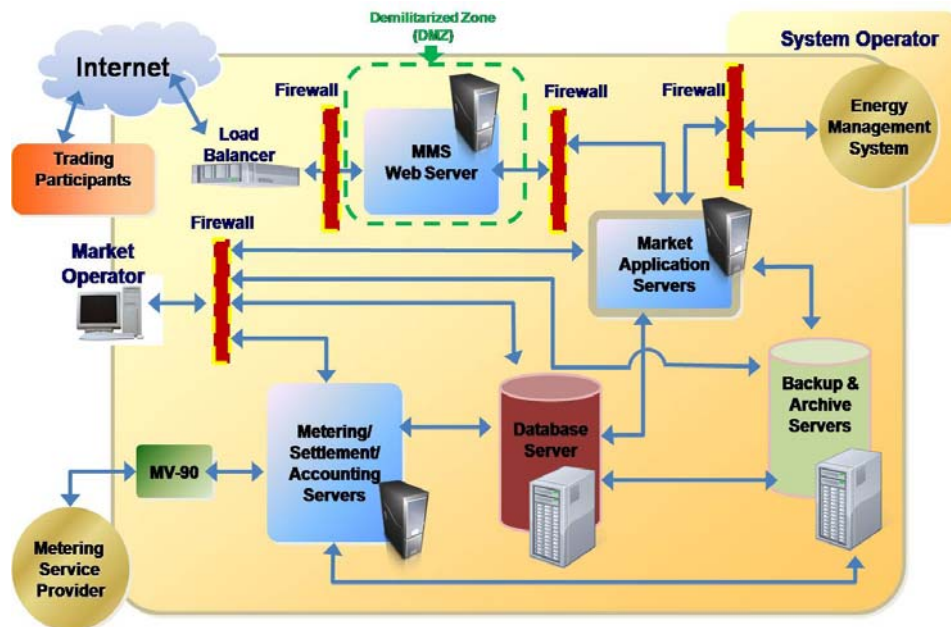 Demilitarized Zone
{DMZ}
System Operator
Internet
Firewall
Firewall
Firewall
Energy
Management
System
Load
Balancer
MMS
Web Server
Trading
Participants
Firewall
Market
Operator
Market
Application
Servers
Backup &
Archive
Servers
Metering/
Settlement/
Accounting
Servers
Database
Server
MV-90
Metering
Service
Provider